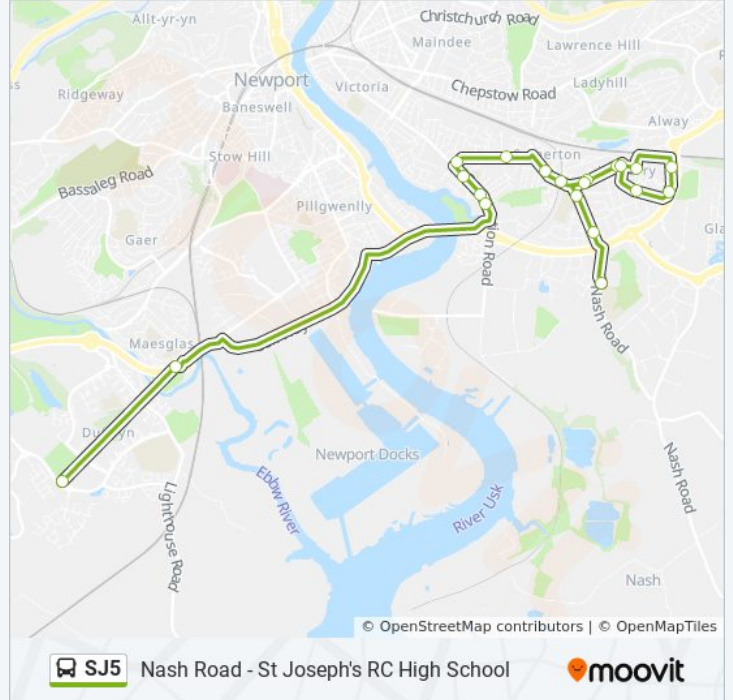 Christchurch Road
Allt-yr-yn
Maindee
Lawrence Hill
Newport
Victoria
Ladyhill
Ridgeway
Chepstow Road
Baneswell
Alway
Stow Hill
Bassaleg Road
Pillgwenlly
Gaer
Nash Road
Maesglas
Newport Docks
Ebbw River
River Usk
Nash Road
Lighthouse Road
Nash
© OpenStreetMap contributors | © OpenMapTiles
SJ5 Nash Road - St Joseph's RC High School moovit